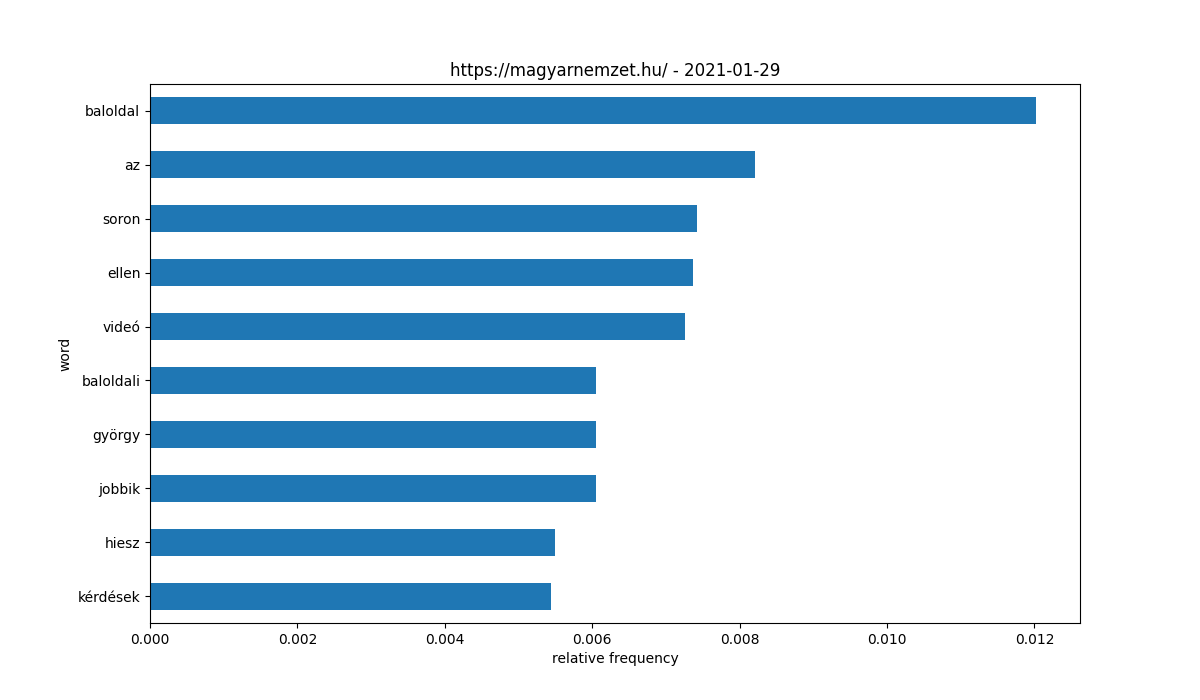 https://magyarnemzet.hu/ - 2021-01-29
baloldal
az
soron
ellen
videó
baloldali
györgy
jobbik
hiesz
kérdések
word
0.000 0.002 0.004 0.006 0.008 0.010 0.012
relative frequency